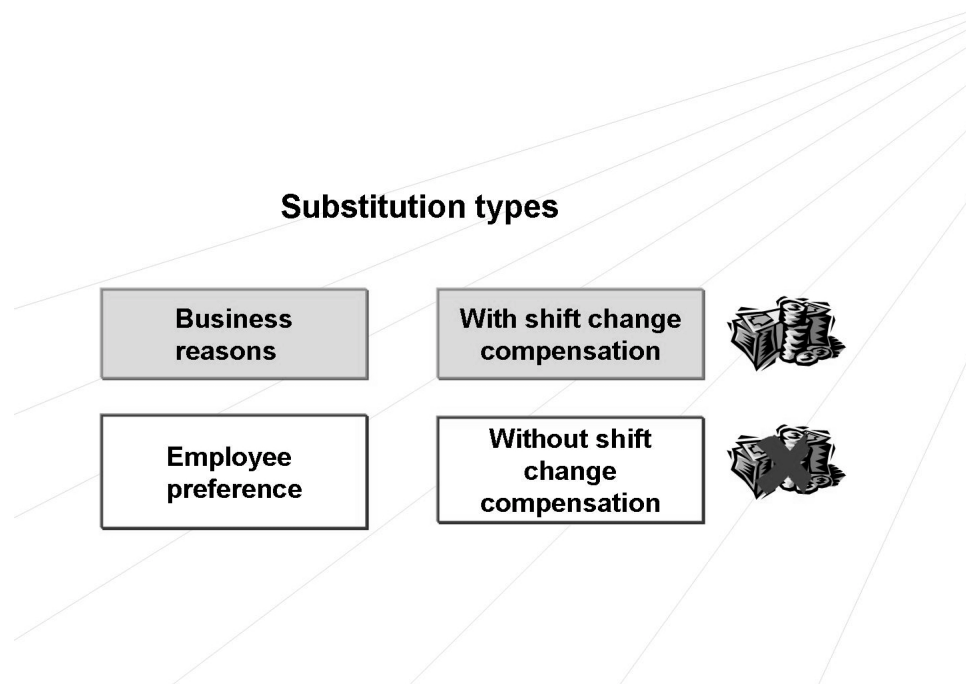 Substitution types
Business
reasons
With shift change
compensation
Employee
preference
Without shift
change
compensation